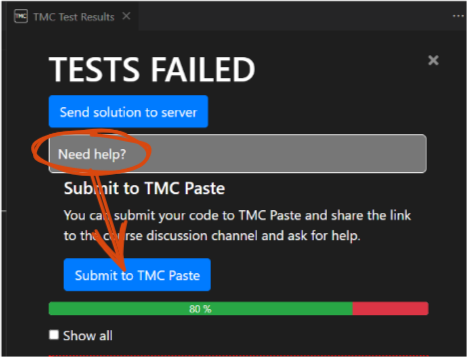 TMC TMC Test Results
TESTS FAILED
Send solution to server
Need help?
Submit to TMC Paste
You can submit your code to TMC Paste and share the link
to the course discussion channel and ask for help.
Submit to TMC Paste
80 %
Show all